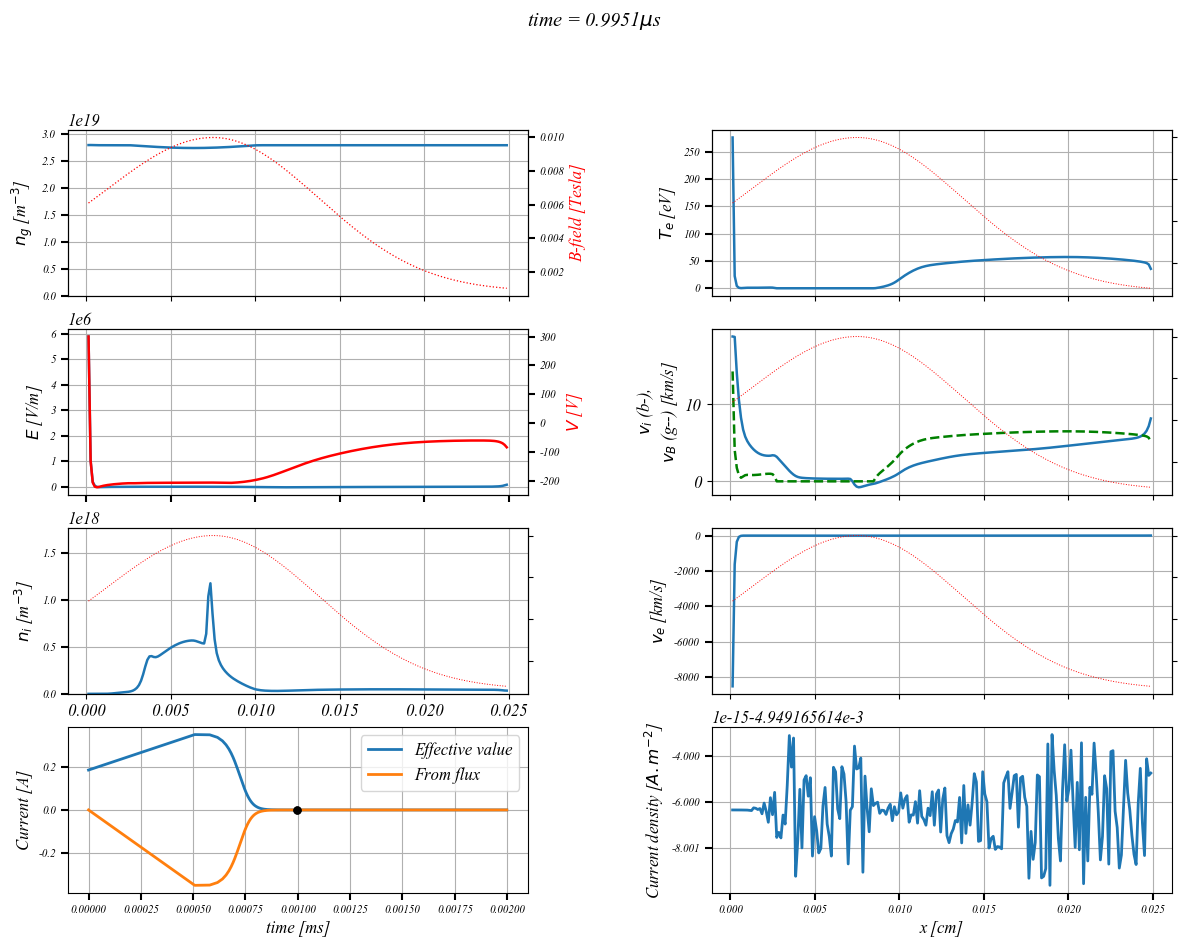 time = 0.9951μs
1e19
3.0
2.5
2.0
1.5
1.0
0.5
0.0
n_g [m⁻³]
0.010
0.008
0.006
0.004
0.002
B-field [Tesla]
250
200
150
100
50
0
T_e [eV]
1e6
6
5
4
3
2
1
0
E [V/m]
300
200
100
0
-100
-200
V [V]
10
0
v_i (b-),
v_B (g--) [km/s]
1e18
1.5
1.0
0.5
0.0
n_i [m⁻³]
0.000 0.005 0.010 0.015 0.020 0.025
0
-2000
-4000
-6000
-8000
v_e [km/s]
0.2
0.0
-0.2
Current [A]
Effective value
From flux
0.00000 0.00025 0.00050 0.00075 0.00100 0.00125 0.00150 0.00175 0.00200
time [ms]
1e-15-4.949165614e-3
-4.000
-6.000
-8.001
Current density [A.m⁻²]
0.000 0.005 0.010 0.015 0.020 0.025
x [cm]